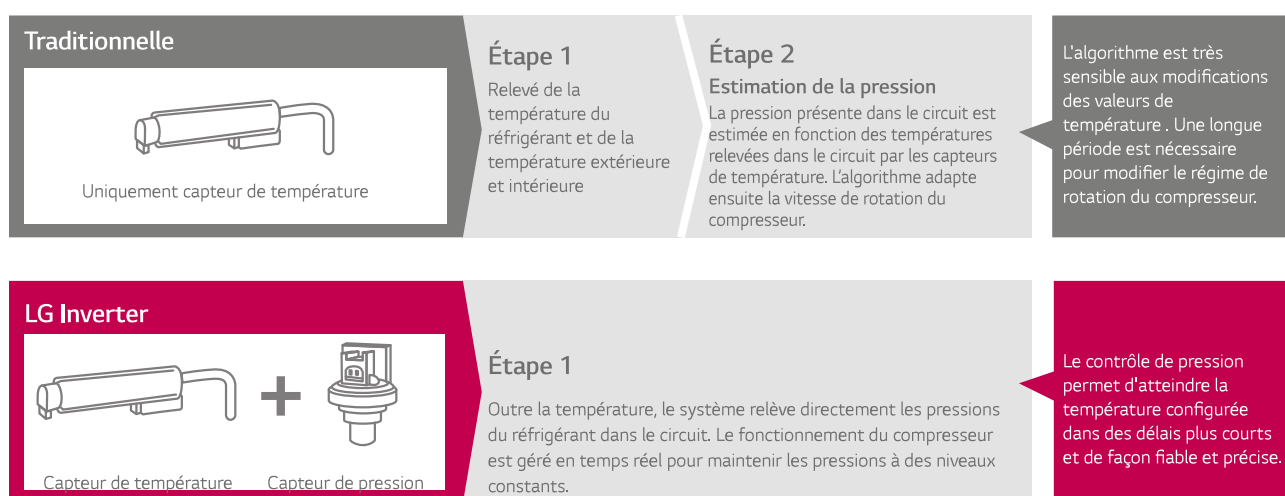 Traditionnelle
Uniquement capteur de température
Étape 1
Relevé de la
température du
réfrigérant et de la
température extérieure
et intérieure
Étape 2
Estimation de la pression
La pression présente dans le circuit est
estimée en fonction des températures
relevées dans le circuit par les capteurs
de température. L'algorithme adapte
ensuite la vitesse de rotation du
compresseur.
L'algorithme est très
sensible aux modifications
des valeurs de
température . Une longue
période est nécessaire
pour modifier le régime de
rotation du compresseur.
LG Inverter
Capteur de température
Capteur de pression
Étape 1
Outre la température, le système relève directement les pressions
du réfrigérant dans le circuit. Le fonctionnement du compresseur
est géré en temps réel pour maintenir les pressions à des niveaux
constants.
Le contrôle de pression
permet d'atteindre la
température configurée
dans des délais plus courts
et de façon fiable et précise.